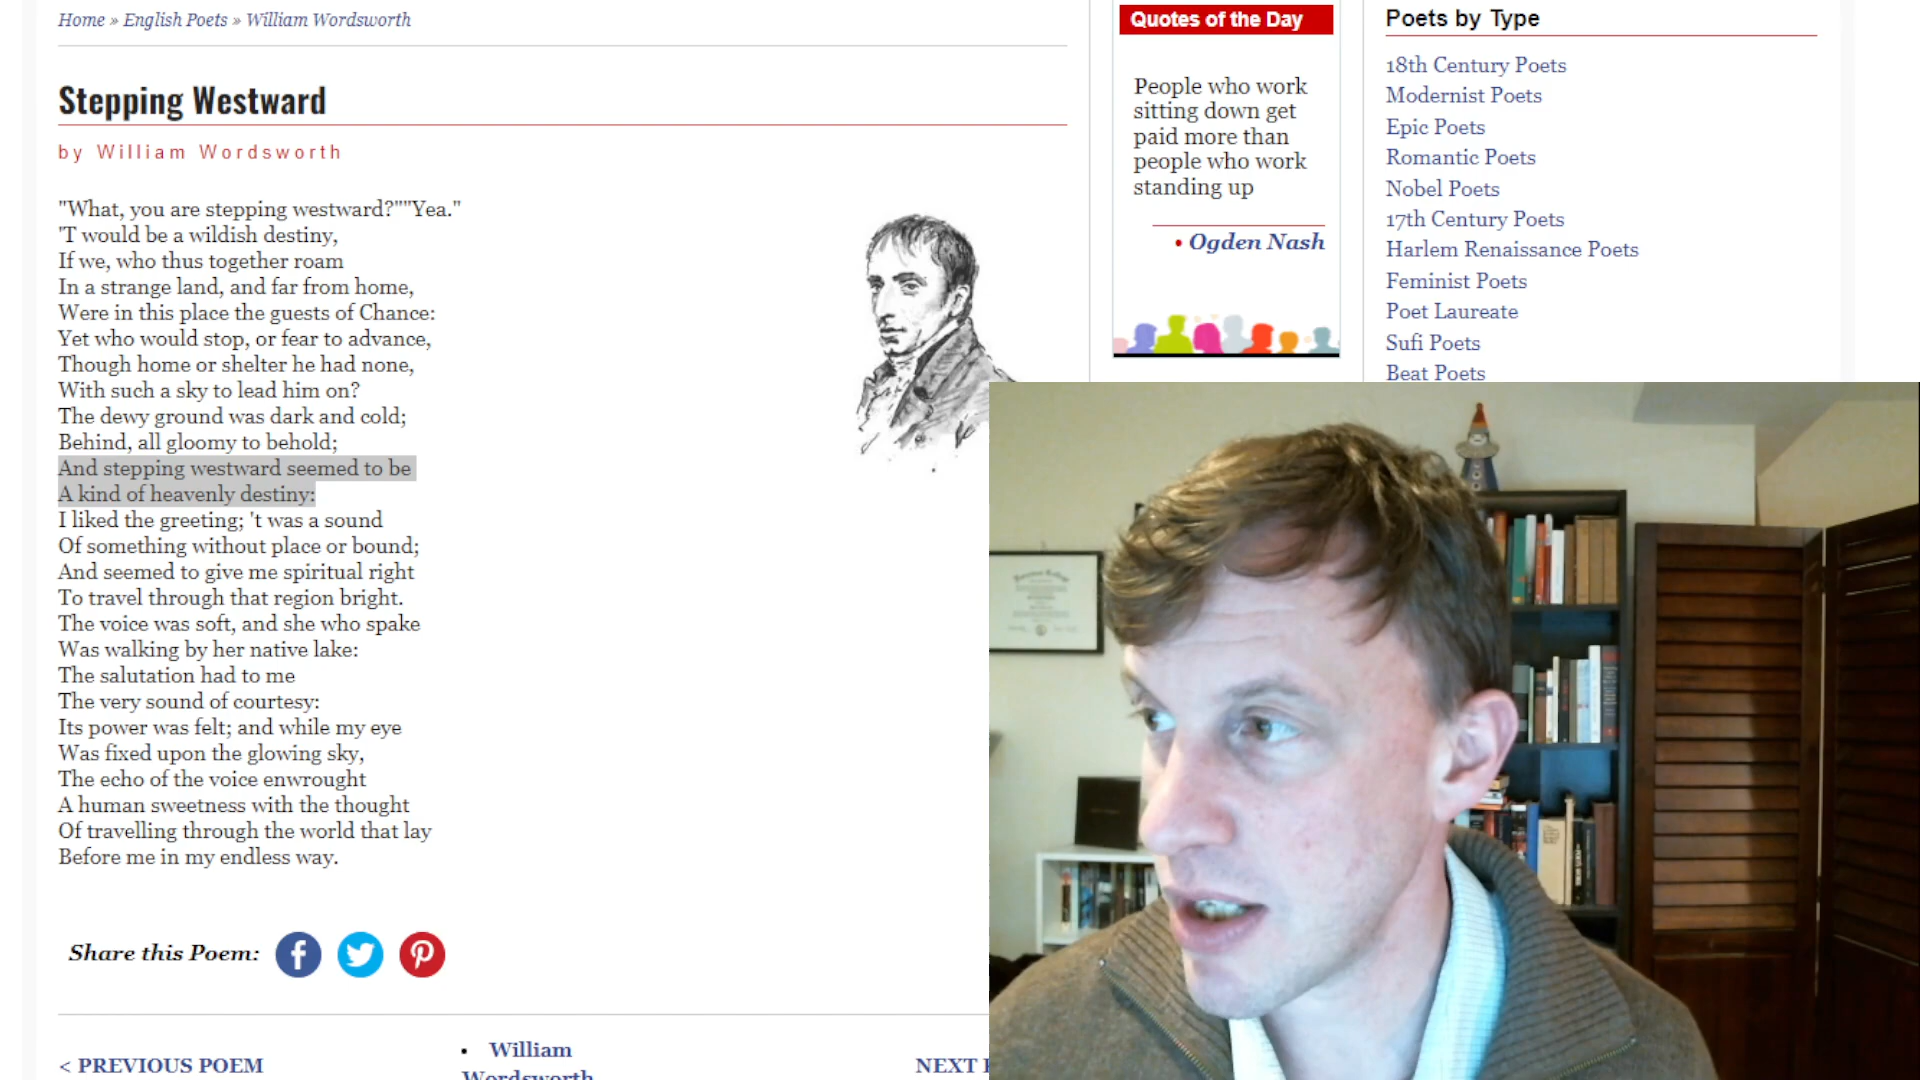 Home » English Poets » William Wordsworth
Stepping Westward
by William Wordsworth
"What, you are stepping westward?""Yea."
'T would be a wildish destiny,
If we, who thus together roam
In a strange land, and far from home,
Were in this place the guests of Chance:
Yet who would stop, or fear to advance,
Though home or shelter he had none,
With such a sky to lead him on?
The dewy ground was dark and cold;
Behind, all gloomy to behold;
And stepping westward seemed to be
A kind of heavenly destiny:
I liked the greeting; 't was a sound
Of something without place or bound;
And seemed to give me spiritual right
To travel through that region bright.
The voice was soft, and she who spake
Was walking by her native lake:
The salutation had to me
The very sound of courtesy:
Its power was felt; and while my eye
Was fixed upon the glowing sky,
The echo of the voice enwrought
A human sweetness with the thought
Of travelling through the world that lay
Before me in my endless way.
Share this Poem:
< PREVIOUS POEM
• William
Wordsworth
NEXT
Quotes of the Day
People who work
sitting down get
paid more than
people who work
standing up
• Ogden Nash
Poets by Type
18th Century Poets
Modernist Poets
Epic Poets
Romantic Poets
Nobel Poets
17th Century Poets
Harlem Renaissance Poets
Feminist Poets
Poet Laureate
Sufi Poets
Beat Poets